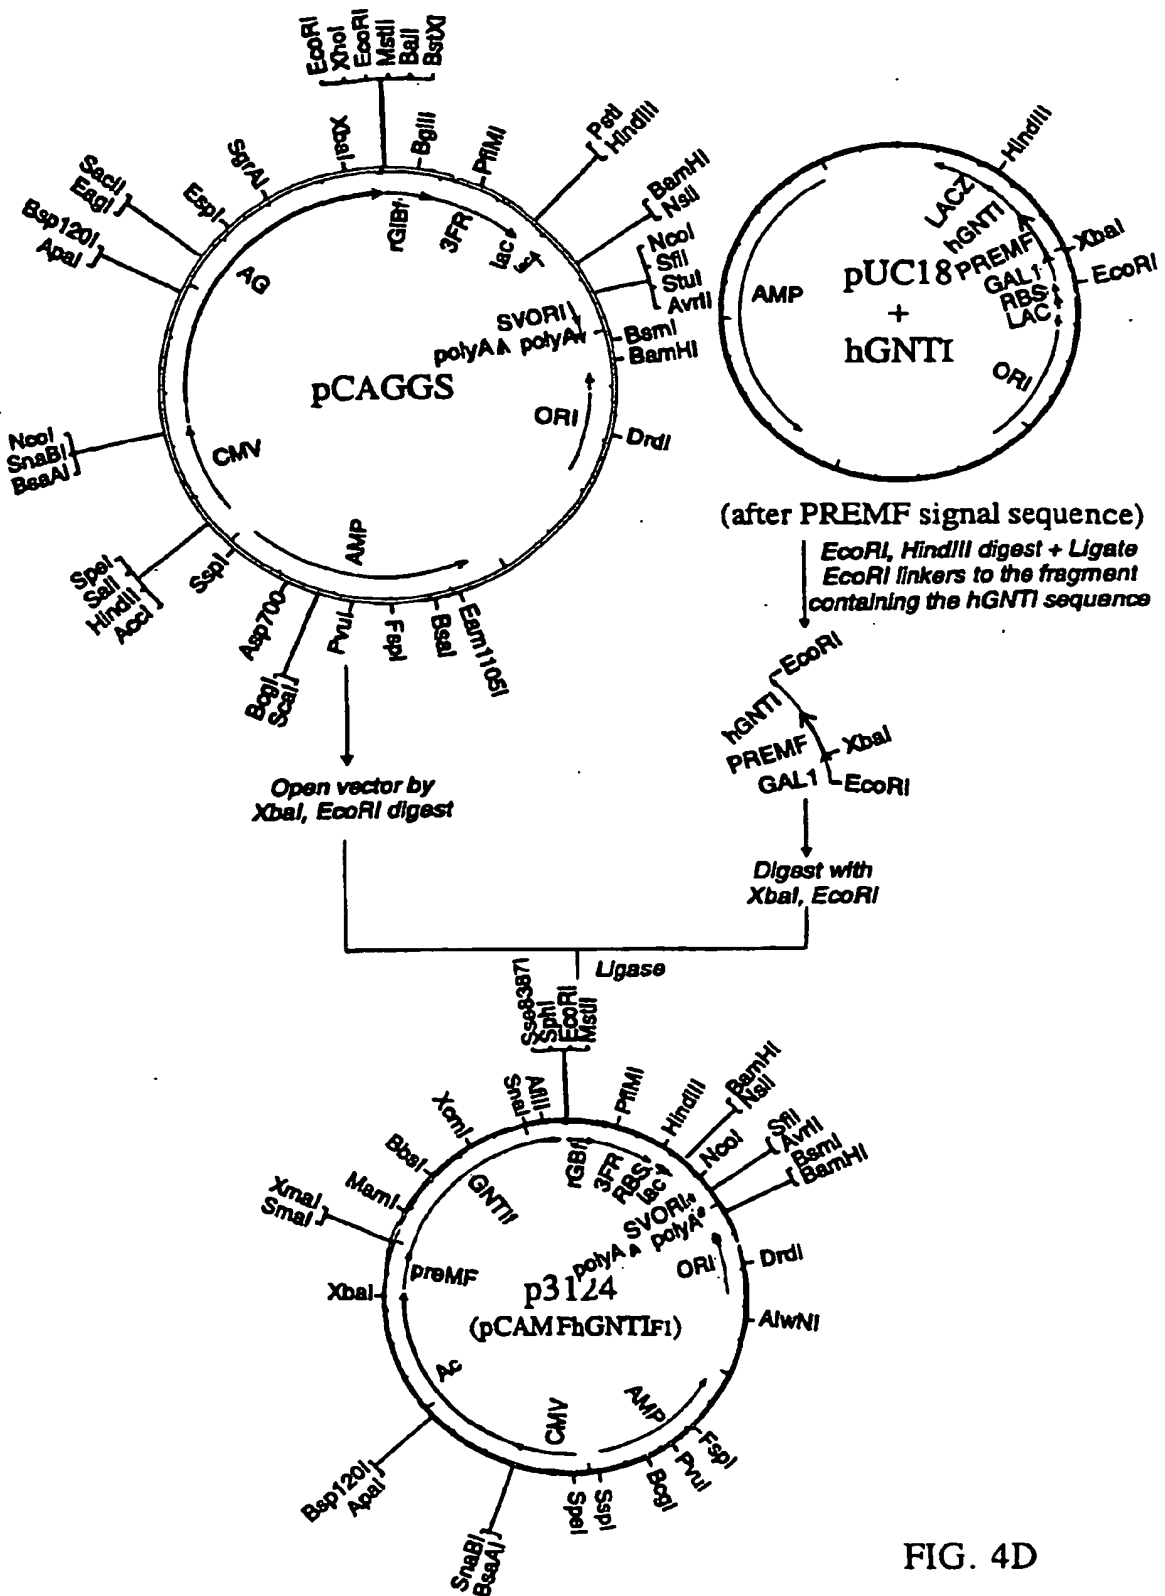 EcoRI
XhoI
EcoRI
MstII
BalI
BstXI
XbaI
BglII
PflMI
PstI
HindIII
BamHI
NsiI
NcoI
SfiI
StuI
AvrII
BsmI
BamHI
DrdI
Eam1105I
BsaI
FspI
PvuI
ScaI
BcgI
Asp700
SspI
SpeI
SalI
HindII
AccI
NcoI
SnaBI
BsaAI
Bsp120I
ApaI
SacII
EagI
EspI
SgrAI
AG
rGlBf
3FR
lac
SVORI
polyA polyA
pCAGGS
ORI
CMV
AMP
HindIII
XbaI
EcoRI
LACZ
hGNTI
PREMF
GAL1
RBS
LAC
ORI
AMP
pUC18
+
hGNTI
(after PREMF signal sequence)
EcoRI, HindIII digest + Ligate
EcoRI linkers to the fragment
containing the hGNTI sequence
EcoRI
hGNTI
PREMF
XbaI
GAL1
EcoRI
Open vector by
XbaI, EcoRI digest
Digest with
XbaI, EcoRI
Ligase
Sse8387I
SphI
EcoRI
MstII
SnaI
AflII
PflMI
HindIII
BamHI
NsiI
NcoI
SfiI
AvrII
BsmI
BamHI
DrdI
AlwNI
FspI
PvuI
BcgI
SspI
SpeI
SnaBI
BsaAI
Bsp120I
ApaI
XbaI
XmaI
SmaI
MamI
BbsI
XcmI
GNTIf
rGBf
3FR
RBS
lac
SVORI
polyA
polyA
ORI
preMF
p3124
(pCAMFhGNTIF1)
Ac
CMV
AMP
FIG. 4D